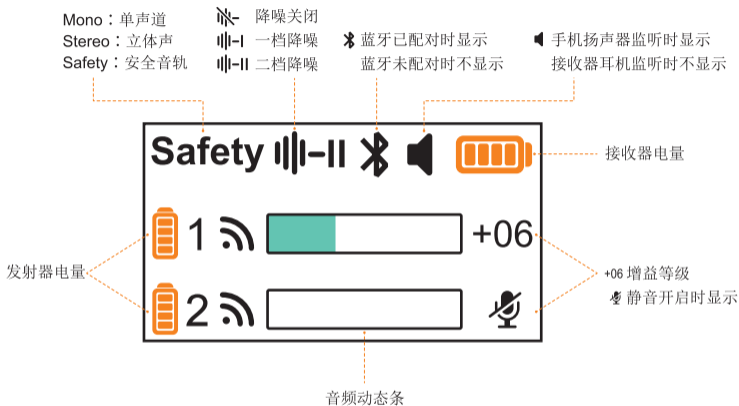 Mono：单声道
Stereo：立体声
Safety：安全音轨
降噪关闭
一档降噪
二档降噪
蓝牙已配对时显示
蓝牙未配对时不显示
手机扬声器监听时显示
接收器耳机监听时不显示
Safety
接收器电量
1
+06
发射器电量
+06 增益等级
静音开启时显示
2
音频动态条